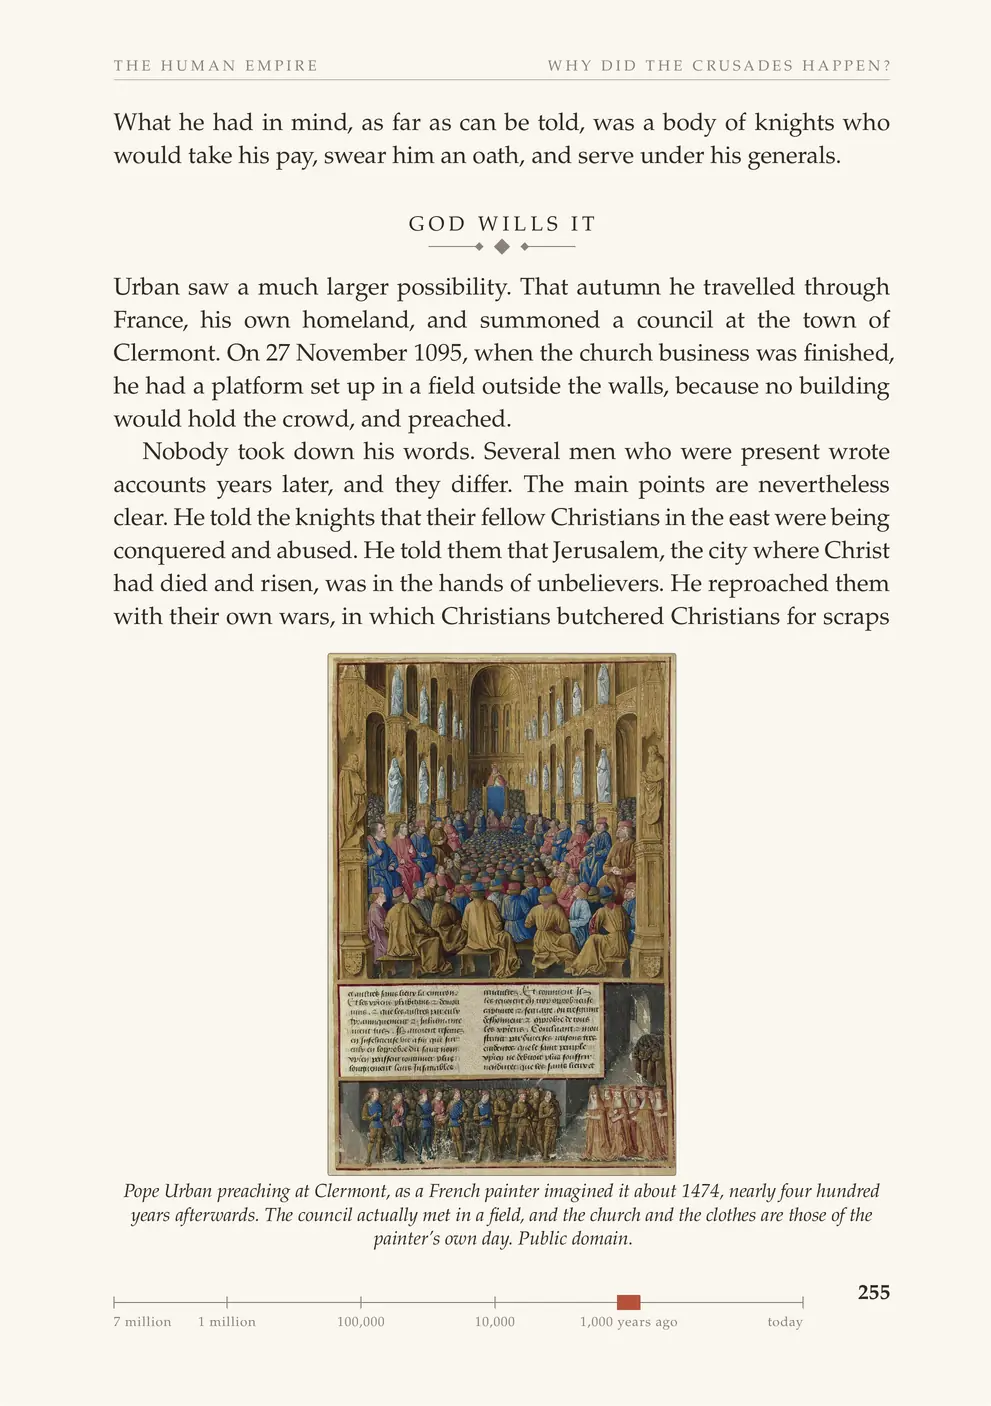 THE HUMAN EMPIRE
WHY DID THE CRUSADES HAPPEN?
What he had in mind, as far as can be told, was a body of knights who
would take his pay, swear him an oath, and serve under his generals.
GOD WILLS IT
Urban saw a much larger possibility. That autumn he travelled through
France, his own homeland, and summoned a council at the town of
Clermont. On 27 November 1095, when the church business was finished,
he had a platform set up in a field outside the walls, because no building
would hold the crowd, and preached.
Nobody took down his words. Several men who were present wrote
accounts years later, and they differ. The main points are nevertheless
clear. He told the knights that their fellow Christians in the east were being
conquered and abused. He told them that Jerusalem, the city where Christ
had died and risen, was in the hands of unbelievers. He reproached them
with their own wars, in which Christians butchered Christians for scraps
Pope Urban preaching at Clermont, as a French painter imagined it about 1474, nearly four hundred
years afterwards. The council actually met in a field, and the church and the clothes are those of the
painter's own day. Public domain.
255
7 million 1 million 100,000 10,000 1,000 years ago today